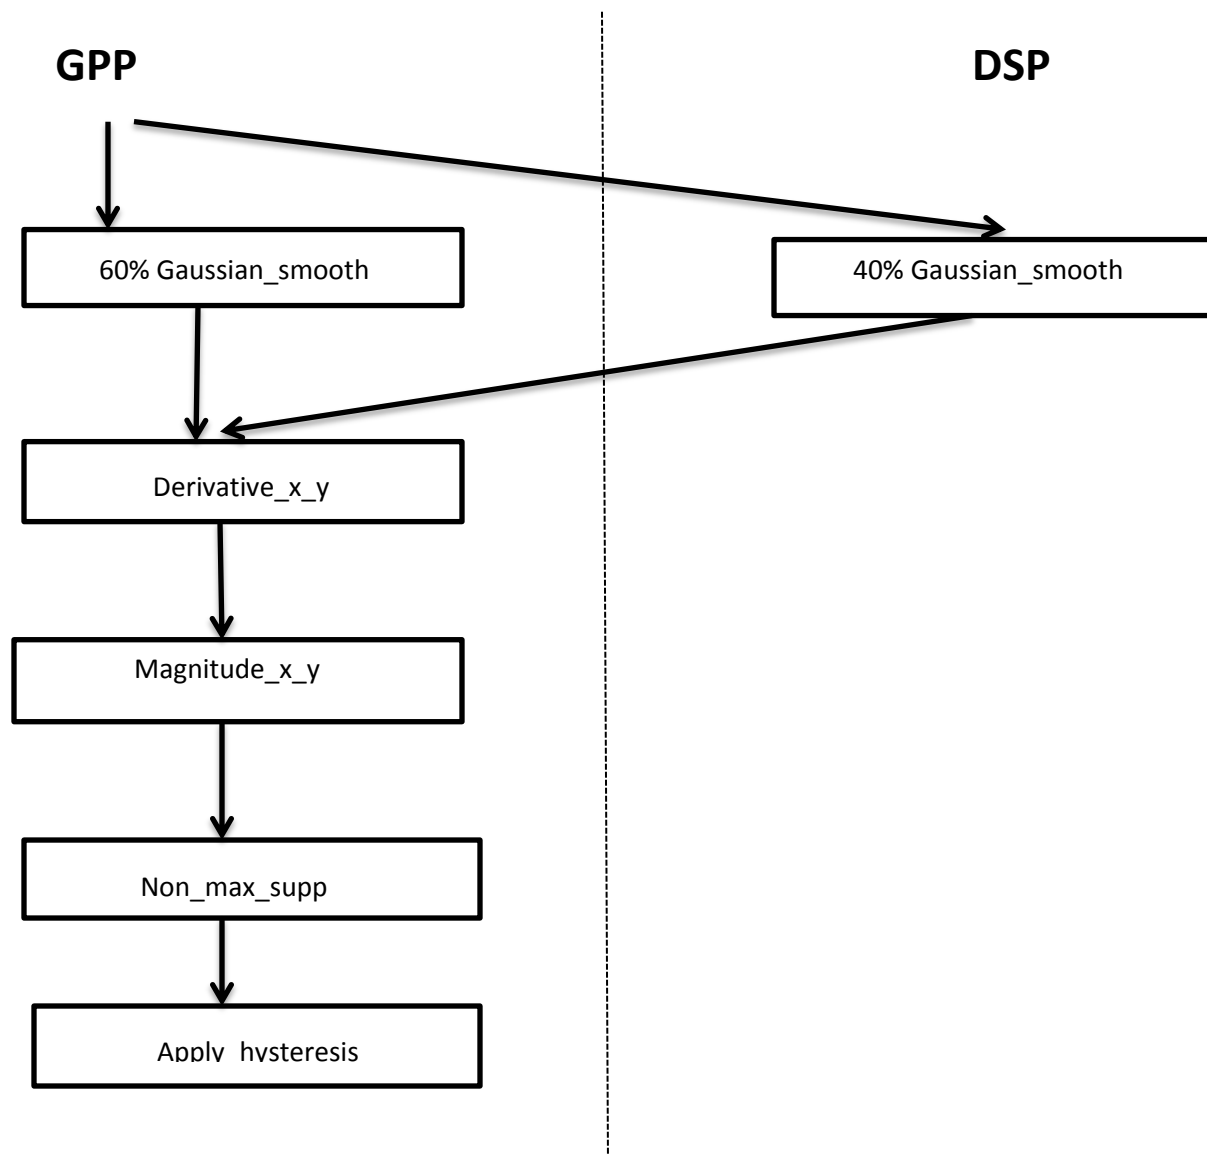 GPP
DSP
60% Gaussian_smooth
40% Gaussian_smooth
Derivative_x_y
Magnitude_x_y
Non_max_supp
Apply_hysteresis